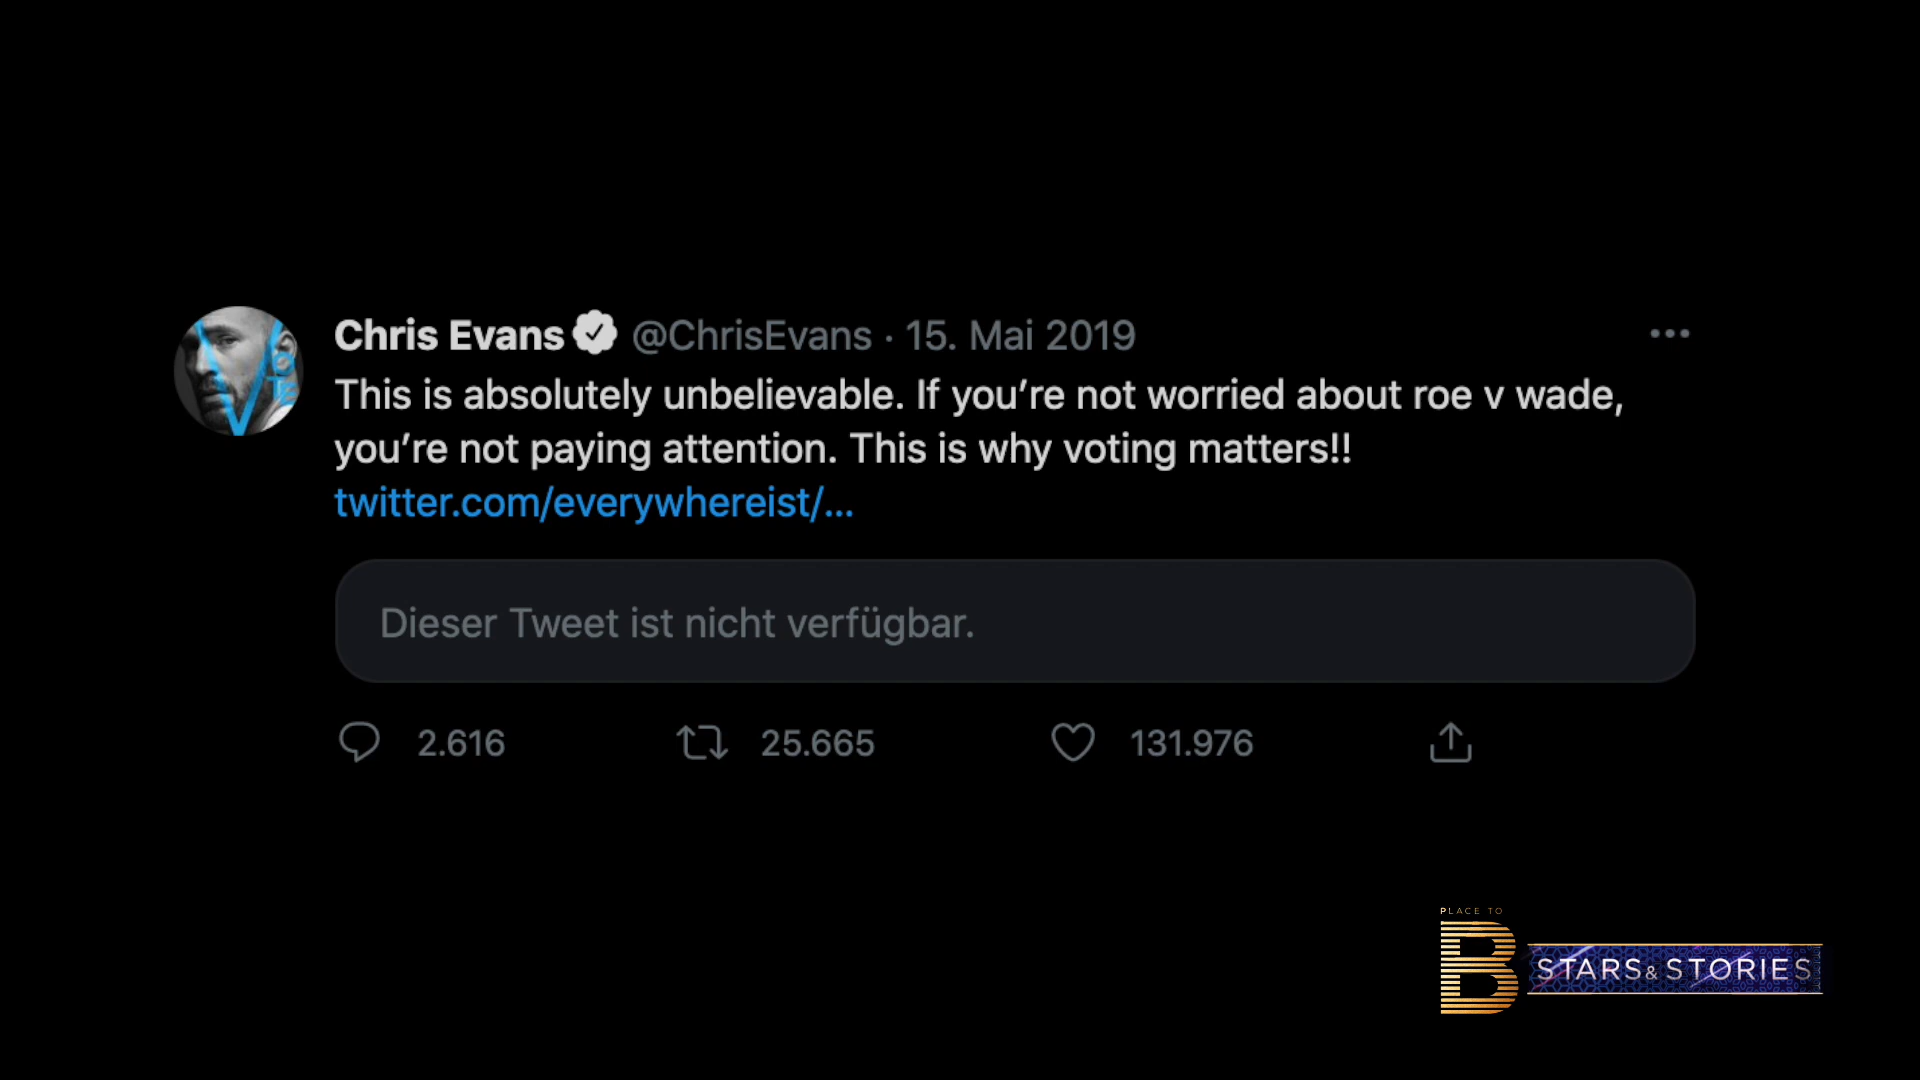 Chris Evans @ChrisEvans · 15. Mai 2019
This is absolutely unbelievable. If you’re not worried about roe v wade,
you’re not paying attention. This is why voting matters!!
twitter.com/everywhereist/...
Dieser Tweet ist nicht verfügbar.
2.616 25.665 131.976
VOTE
PLACE TO
B STARS & STORIES